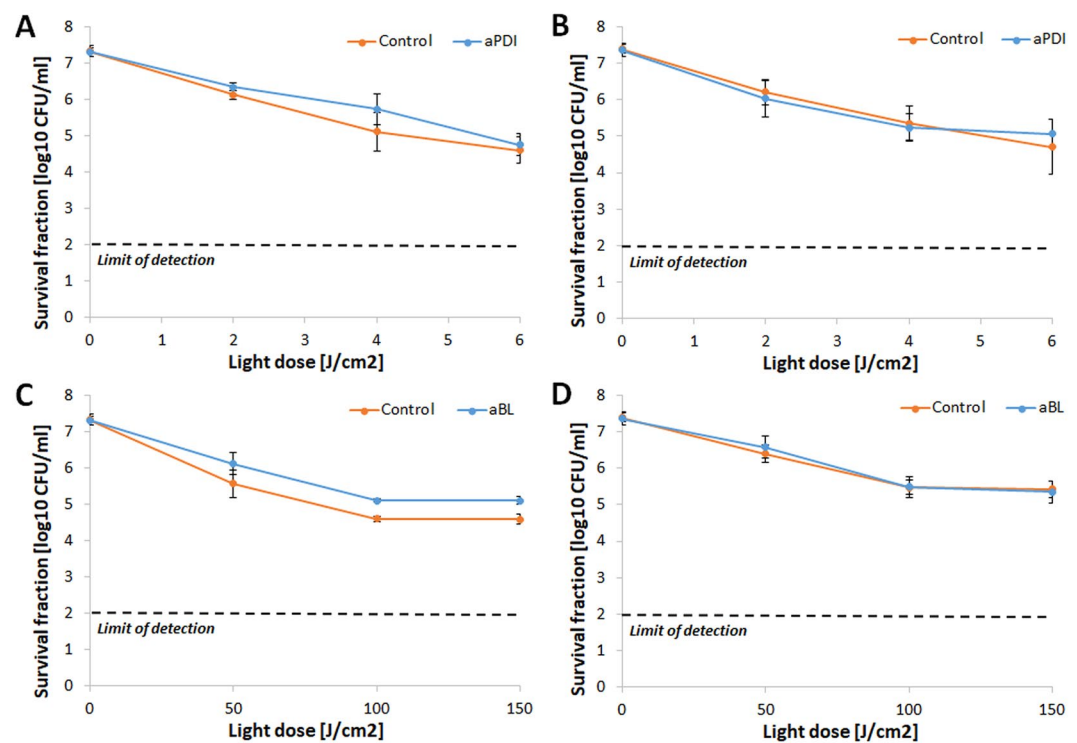 A
Control aPDI
Survival fraction [log10 CFU/ml]
8
7
6
5
4
3
2
1
0
Limit of detection
0 1 2 3 4 5 6
Light dose [J/cm2]
B
Control aPDI
Survival fraction [log10 CFU/ml]
8
7
6
5
4
3
2
1
0
Limit of detection
0 1 2 3 4 5 6
Light dose [J/cm2]
C
Control aBL
Survival fraction [log10 CFU/ml]
8
7
6
5
4
3
2
1
0
Limit of detection
0 50 100 150
Light dose [J/cm2]
D
Control aBL
Survival fraction [log10 CFU/ml]
8
7
6
5
4
3
2
1
0
Limit of detection
0 50 100 150
Light dose [J/cm2]